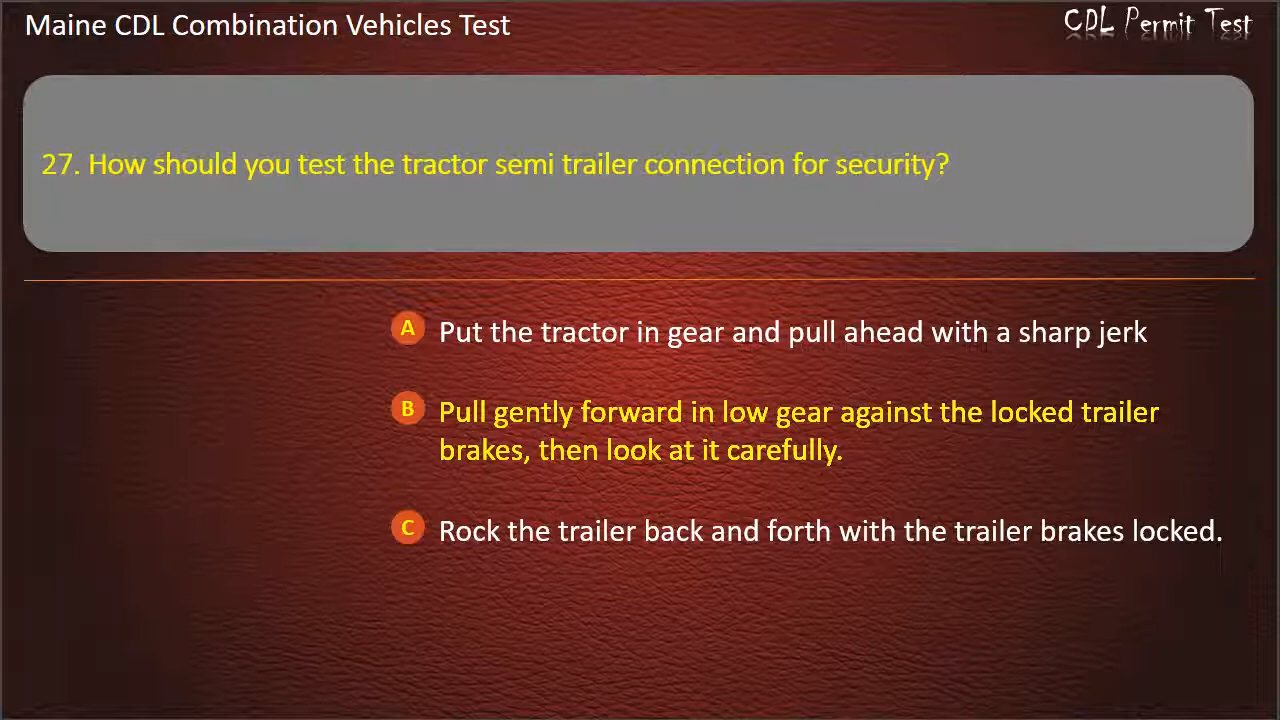 Maine CDL Combination Vehicles Test
CDL Permit Test
27. How should you test the tractor semi trailer connection for security?
A Put the tractor in gear and pull ahead with a sharp jerk
B Pull gently forward in low gear against the locked trailer
brakes, then look at it carefully.
C Rock the trailer back and forth with the trailer brakes locked.